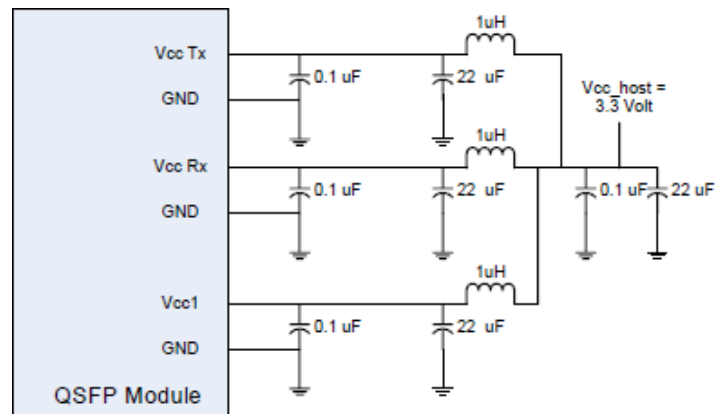 1uH
Vcc Tx
0.1 uF
22 uF
GND
Vcc_host =
3.3 Volt
1uH
Vcc Rx
0.1 uF
22 uF
0.1 uF
22 uF
GND
1uH
Vcc1
0.1 uF
22 uF
GND
QSFP Module